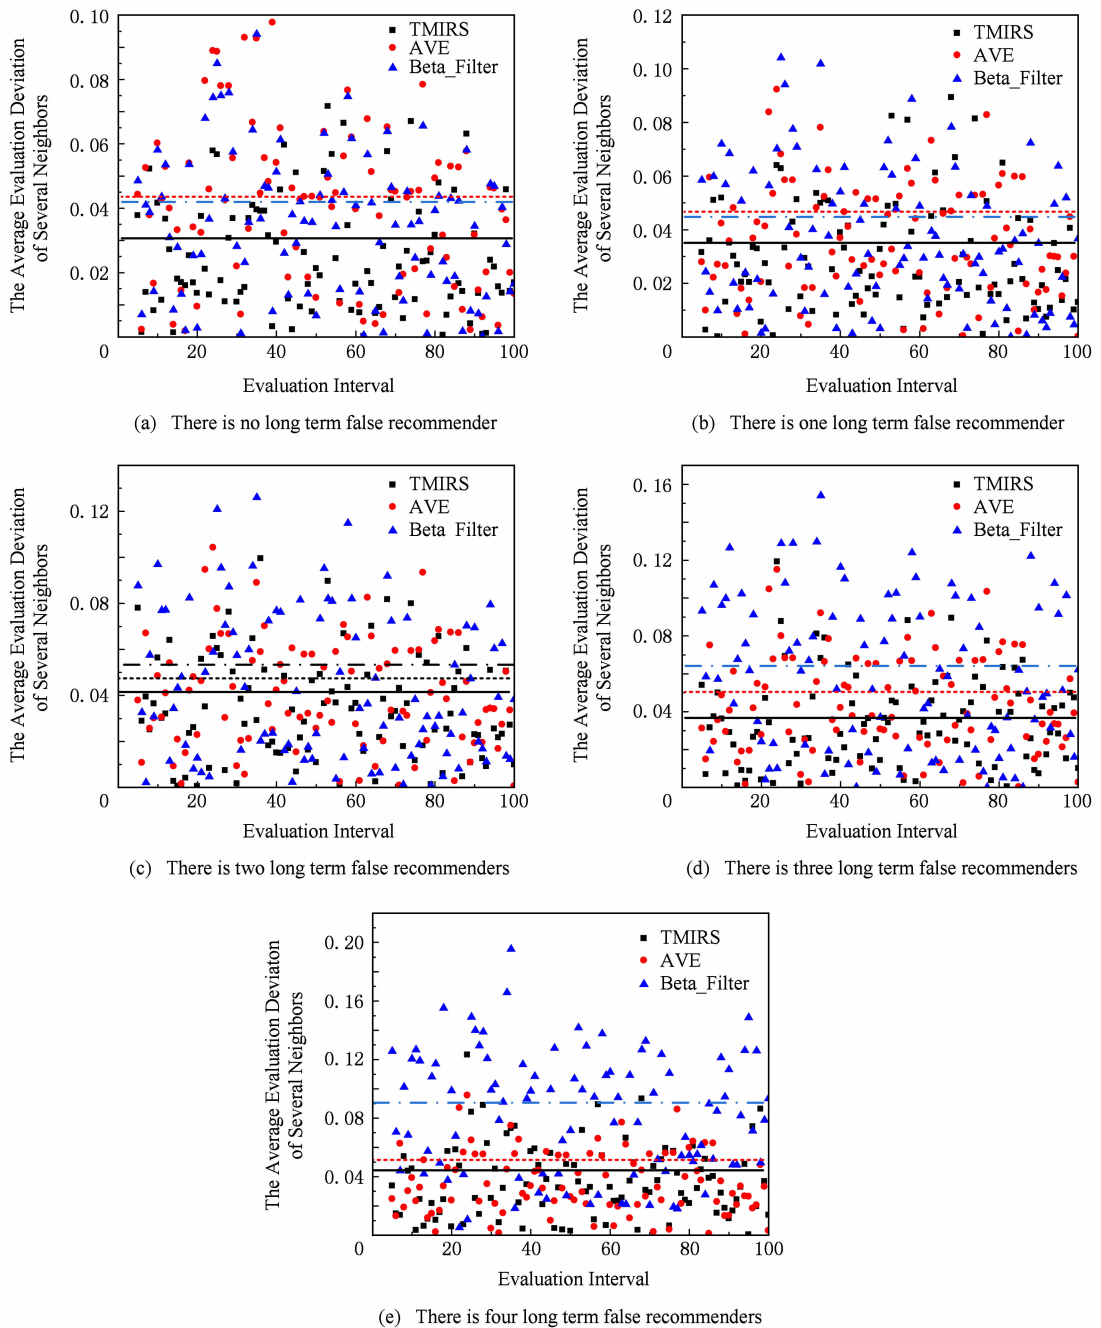 The Average Evaluation Deviation
of Several Neighbors
0.10
0.08
0.06
0.04
0.02
0
20
40
60
80
100
TMIRS
AVE
Beta_Filter
Evaluation Interval
(a) There is no long term false recommender
The Average Evaluation Deviation
of Several Neighbors
0.12
0.10
0.08
0.06
0.04
0.02
0
20
40
60
80
100
TMIRS
AVE
Beta_Filter
Evaluation Interval
(b) There is one long term false recommender
The Average Evaluation Deviation
of Several Neighbors
0.12
0.08
0.04
0
20
40
60
80
100
TMIRS
AVE
Beta_Filter
Evaluation Interval
(c) There is two long term false recommenders
The Average Evaluation Deviation
of Several Neighbors
0.16
0.12
0.08
0.04
0
20
40
60
80
100
TMIRS
AVE
Beta_Filter
Evaluation Interval
(d) There is three long term false recommenders
The Average Evaluation Deviaton
of Several Neighbors
0.20
0.16
0.12
0.08
0.04
0
20
40
60
80
100
TMIRS
AVE
Beta_Filter
Evaluation Interval
(e) There is four long term false recommenders